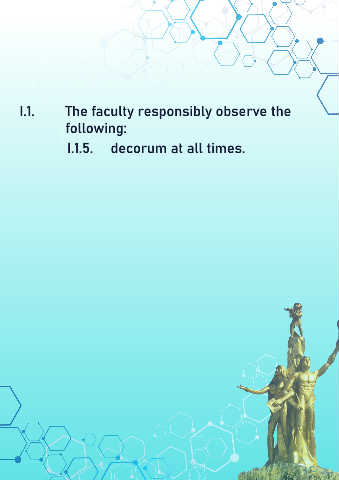 I.1. The faculty responsibly observe the
following:
I.1.5. decorum at all times.